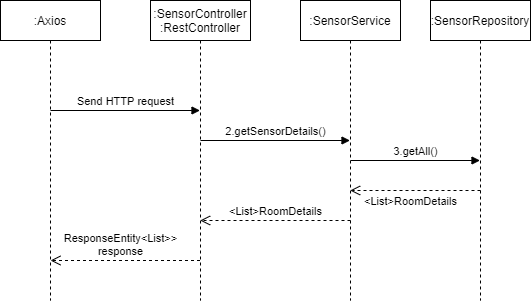 :Axios
:SensorController
:RestController
:SensorService
:SensorRepository
Send HTTP request
2.getSensorDetails()
3.getAll()
<List>RoomDetails
<List>RoomDetails
ResponseEntity<List>>
response